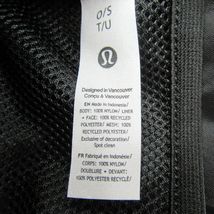 O/S
T/U
Designed in Vancouver
Conçu à Vancouver
EN Made in Indonesia/
BODY: 100% NYLON/ LINER
+ FACE: 100% RECYCLED
POLYESTER/ MESH: 100%
RECYCLED POLYESTER/
Exclusive of decoration/
Spot clean
FR Fabriqué en Indonésie/
CORPS: 100% NYLON/
DOUBLURE + DEVANT:
100% POLYESTER RECYCLÉ/